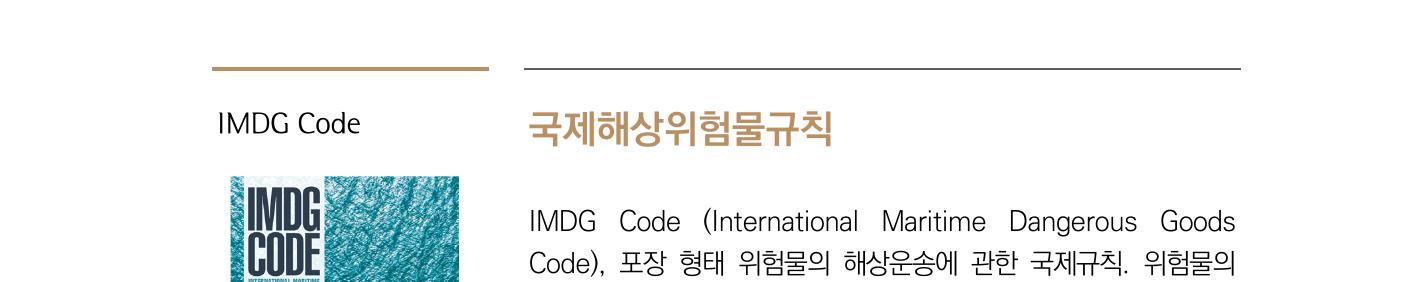 IMDG Code
국제해상위험물규칙
IMDG
CODE
INTERNATIONAL MARITIME
IMDG Code (International Maritime Dangerous Goods
Code), 포장 형태 위험물의 해상운송에 관한 국제규칙. 위험물의